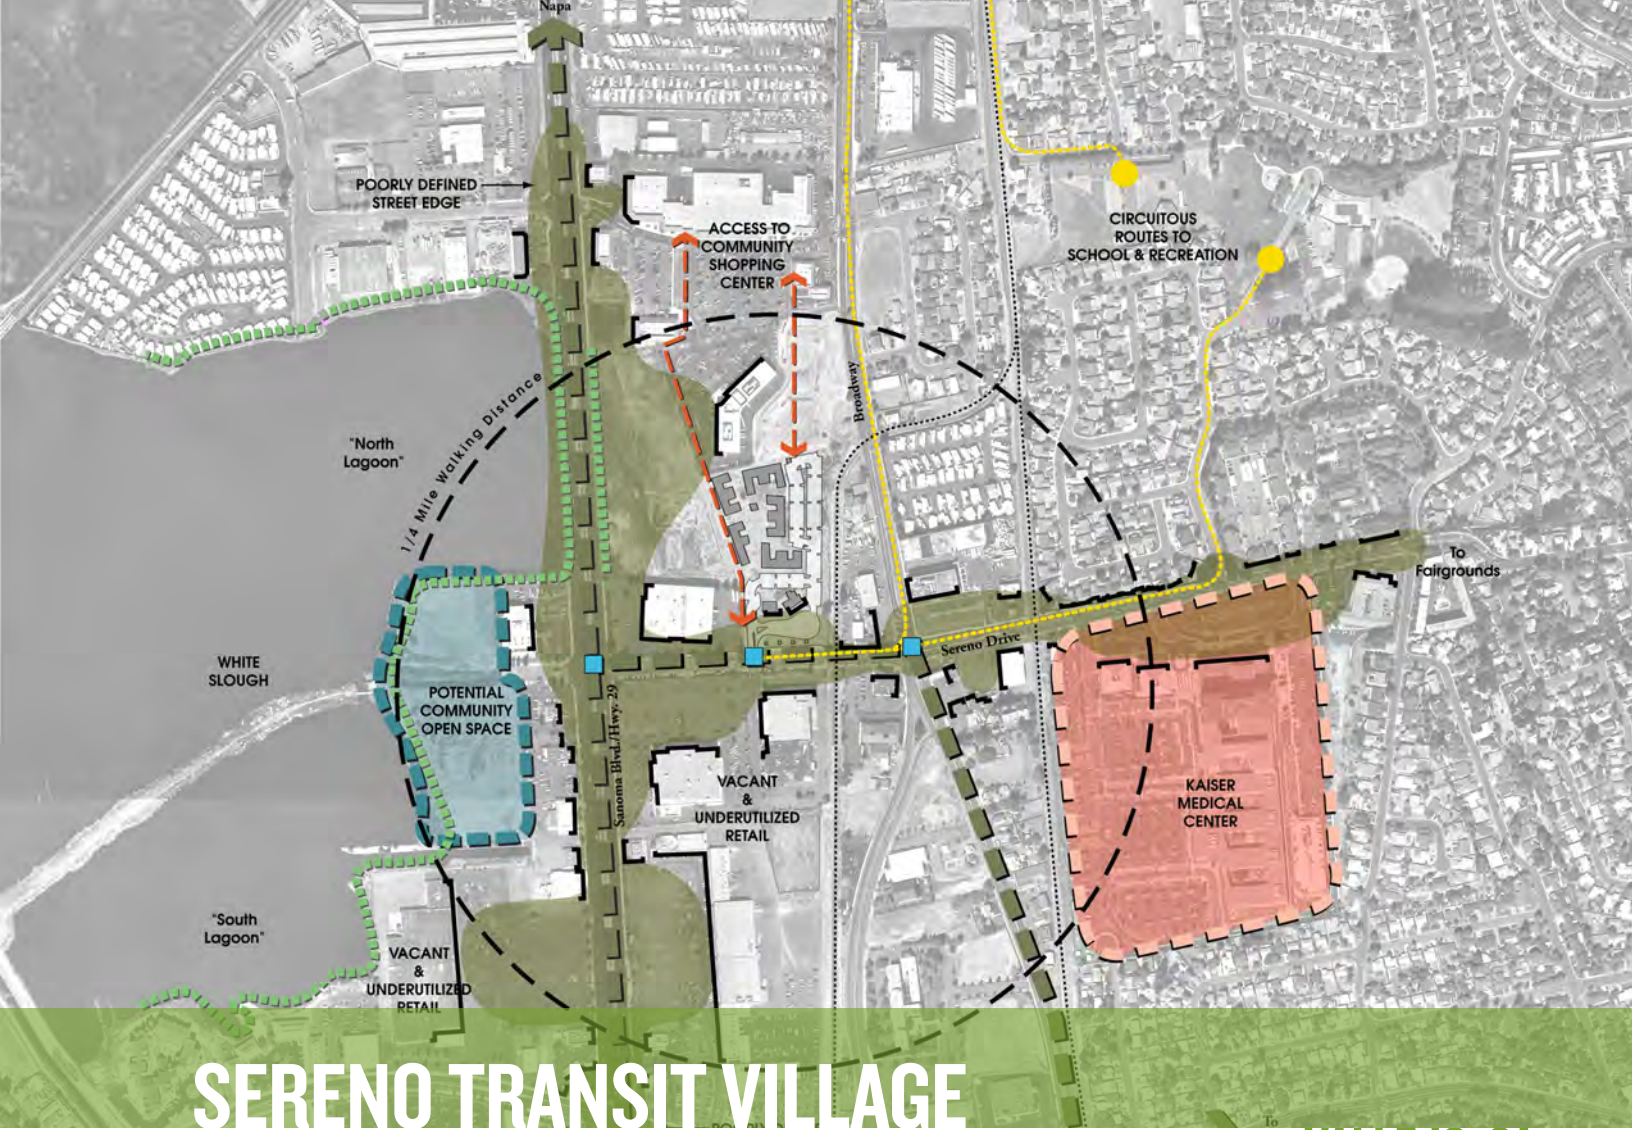 Napa
POORLY DEFINED
STREET EDGE
ACCESS TO
COMMUNITY
SHOPPING
CENTER
CIRCUITOUS
ROUTES TO
SCHOOL & RECREATION
Broadway
1/4 Mile Walking Distance
"North
Lagoon"
To
Fairgrounds
WHITE
SLOUGH
Sereno Drive
POTENTIAL
COMMUNITY
OPEN SPACE
Sanoma Blvd./Hwy. 29
VACANT
&
UNDERUTILIZED
RETAIL
KAISER
MEDICAL
CENTER
"South
Lagoon"
VACANT
&
UNDERUTILIZED
RETAIL
SERENO TRANSIT VILLAGE
To